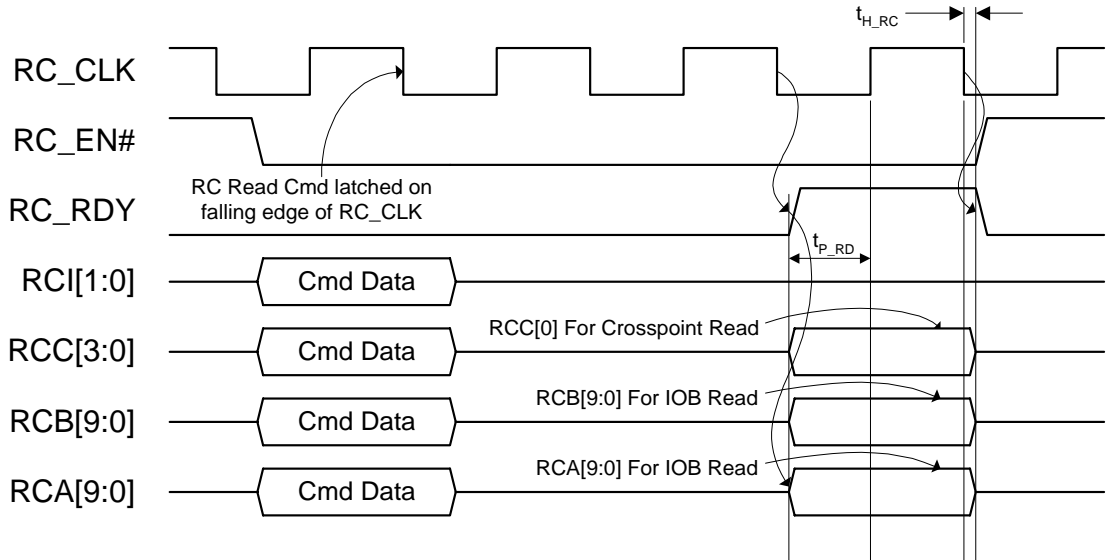 tH_RC
RC_CLK
RC_EN#
RC Read Cmd latched on
falling edge of RC_CLK
RC_RDY
tP_RD
RCI[1:0]
Cmd Data
RCC[0] For Crosspoint Read
RCC[3:0]
Cmd Data
RCB[9:0] For IOB Read
RCB[9:0]
Cmd Data
RCA[9:0] For IOB Read
RCA[9:0]
Cmd Data